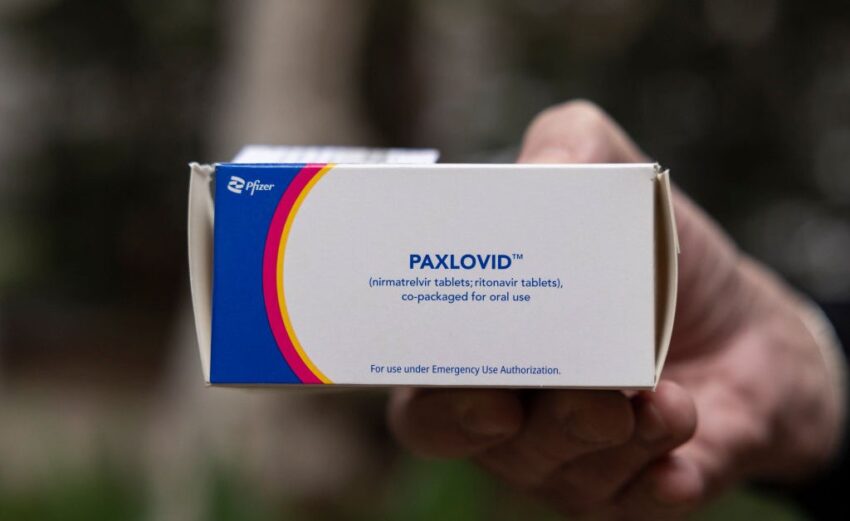 Pfizer
PAXLOVID™
(nirmatrelvir tablets; ritonavir tablets),
co-packaged for oral use
For use under Emergency Use Authorization.